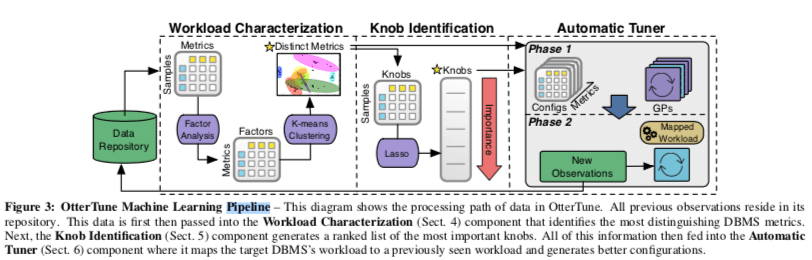 Workload Characterization
Knob Identification
Automatic Tuner
Metrics
Samples
Factor
Analysis
Factors
Metrics
K-means
Clustering
Distinct Metrics
Data
Repository
Knobs
Samples
Lasso
Knobs
Importance
Phase 1
Configs
Metrics
GPs
Phase 2
Mapped
Workload
New
Observations
Figure 3: OtterTune Machine Learning Pipeline – This diagram shows the processing path of data in OtterTune. All previous observations reside in its
repository. This data is first then passed into the Workload Characterization (Sect. 4) component that identifies the most distinguishing DBMS metrics.
Next, the Knob Identification (Sect. 5) component generates a ranked list of the most important knobs. All of this information then fed into the Automatic
Tuner (Sect. 6) component where it maps the target DBMS's workload to a previously seen workload and generates better configurations.